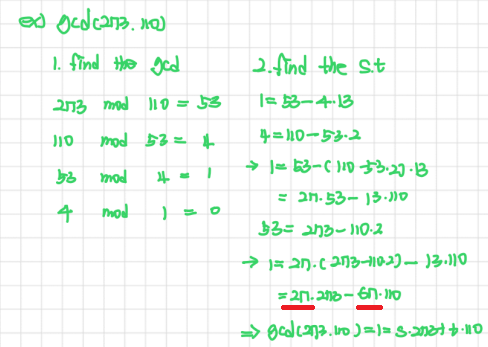 ex) gcd(273, 110)
1. find the gcd
273 mod 110 = 53
110 mod 53 = 4
53 mod 4 = 1
4 mod 1 = 0
2. find the s.t
1 = 53 - 4·13
4 = 110 - 53·2
→ 1 = 53 - (110 - 53·2)·13
= 27·53 - 13·110
53 = 273 - 110·2
→ 1 = 27·(273 - 110·2) - 13·110
= 27·273 - 67·110
⇒ gcd(273, 110) = 1 = s·273 + t·110